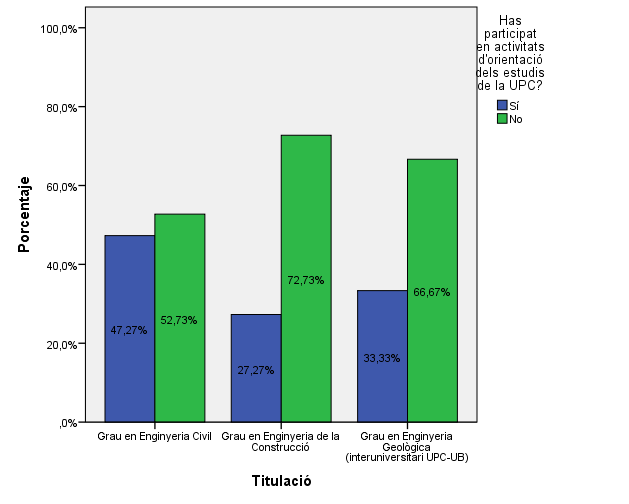 Has
participat
en activitats
d'orientació
dels estudis
de la UPC?
Sí
No
Porcentaje
100,0%
80,0%
60,0%
40,0%
20,0%
,0%
47,27%
52,73%
27,27%
72,73%
33,33%
66,67%
Grau en Enginyeria Civil
Grau en Enginyeria de la
Construcció
Grau en Enginyeria
Geològica
(interuniversitari UPC-UB)
Titulació